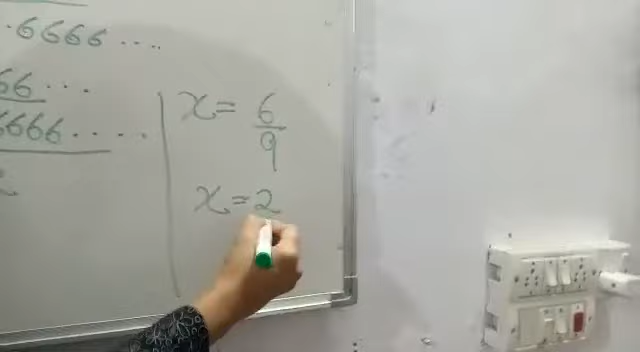 .6666....
66...
6666.....
x = 6/9
x = 2